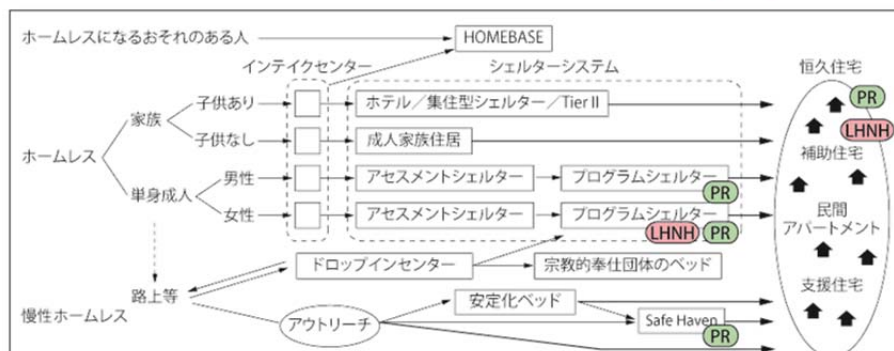 ホームレスになるおそれのある人
HOMEBASE
インテイクセンター
シェルターシステム
恒久住宅
PR
子供あり
ホテル／集住型シェルター／Tier II
家族
LHNH
子供なし
成人家族住居
ホームレス
補助住宅
男性
アセスメントシェルター
プログラムシェルター
PR
単身成人
女性
アセスメントシェルター
プログラムシェルター
民間
アパートメント
LHNH
PR
ドロップインセンター
宗教的奉仕団体のベッド
路上等
支援住宅
慢性ホームレス
安定化ベッド
アウトリーチ
Safe Haven
PR